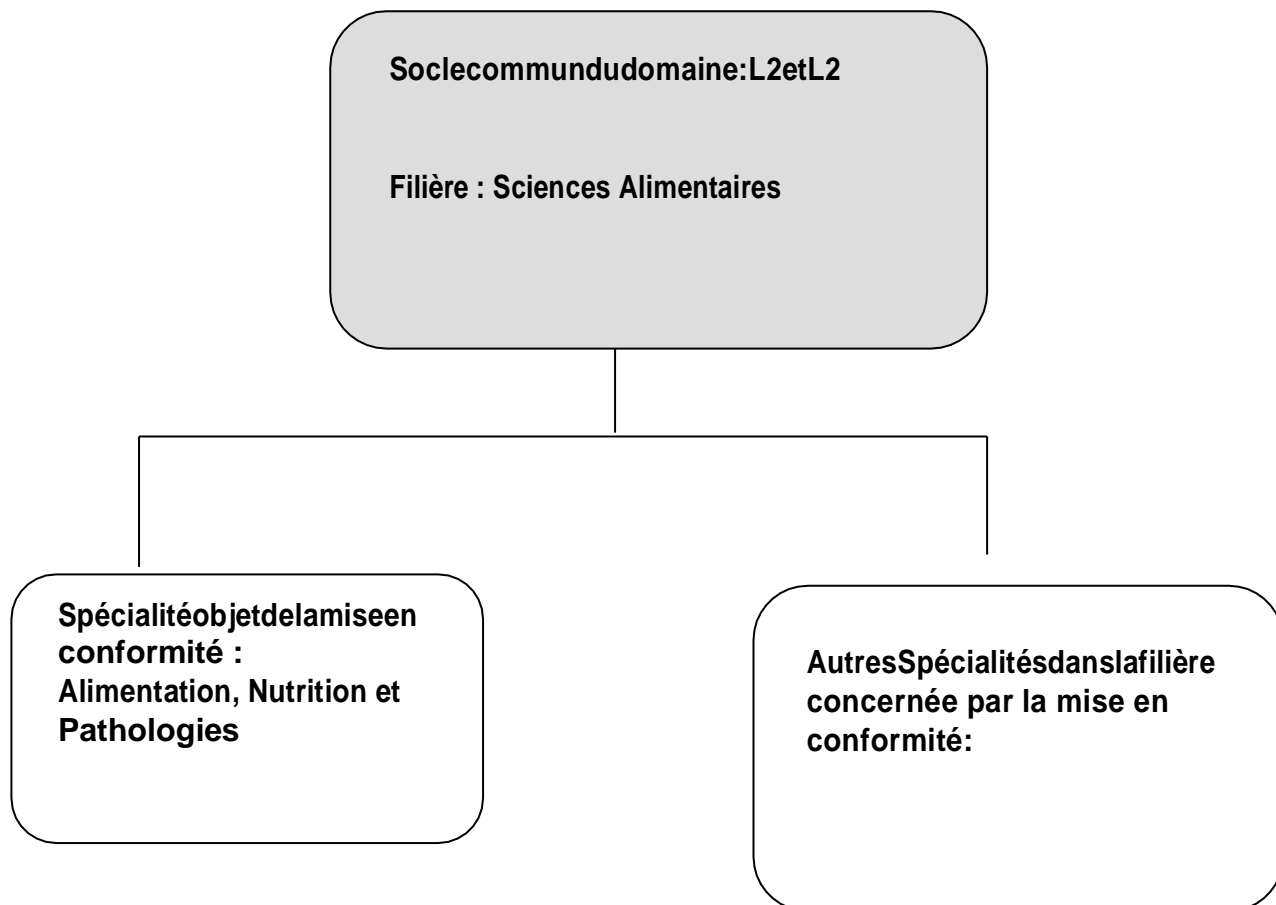 Soclecommundudomaine:L2etL2
Filière : Sciences Alimentaires
Spécialitéobjetdelamiseen
conformité :
Alimentation, Nutrition et
Pathologies
AutresSpécialitésdanslafilière
concernée par la mise en
conformité: